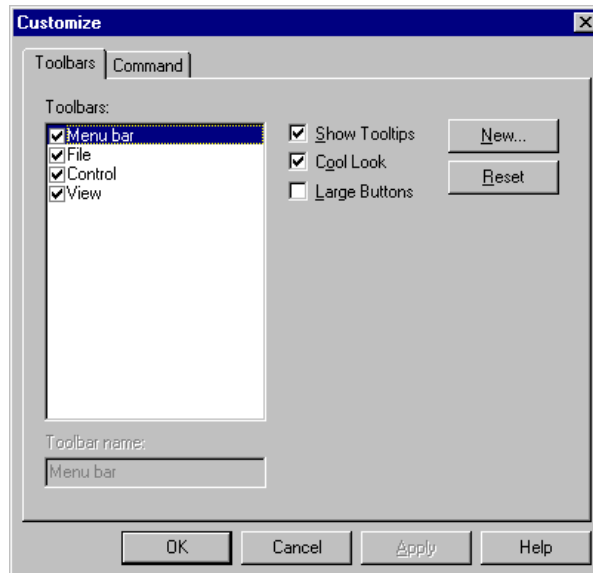 Customize
Toolbars Command
Toolbars:
Menu bar
File
Control
View
Show Tooltips
Cool Look
Large Buttons
New...
Reset
Toolbar name:
Menu bar
OK Cancel Apply Help